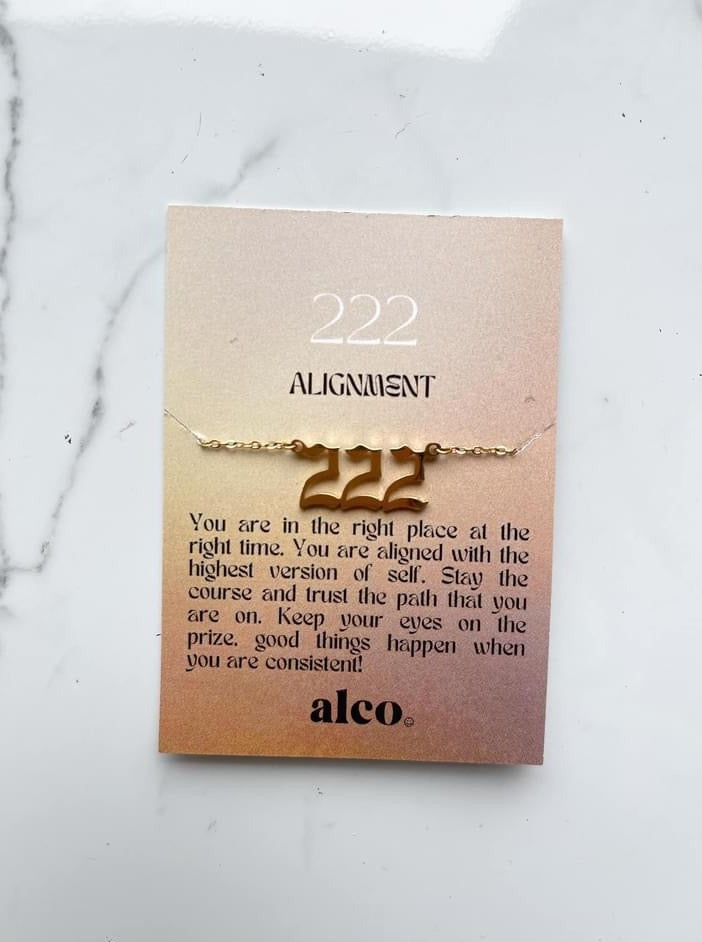 222
ALIGNMENT
222
You are in the right place at the
right time. You are aligned with the
highest version of self. Stay the
course and trust the path that you
are on. Keep your eyes on the
prize. good things happen when
you are consistent!
alco.